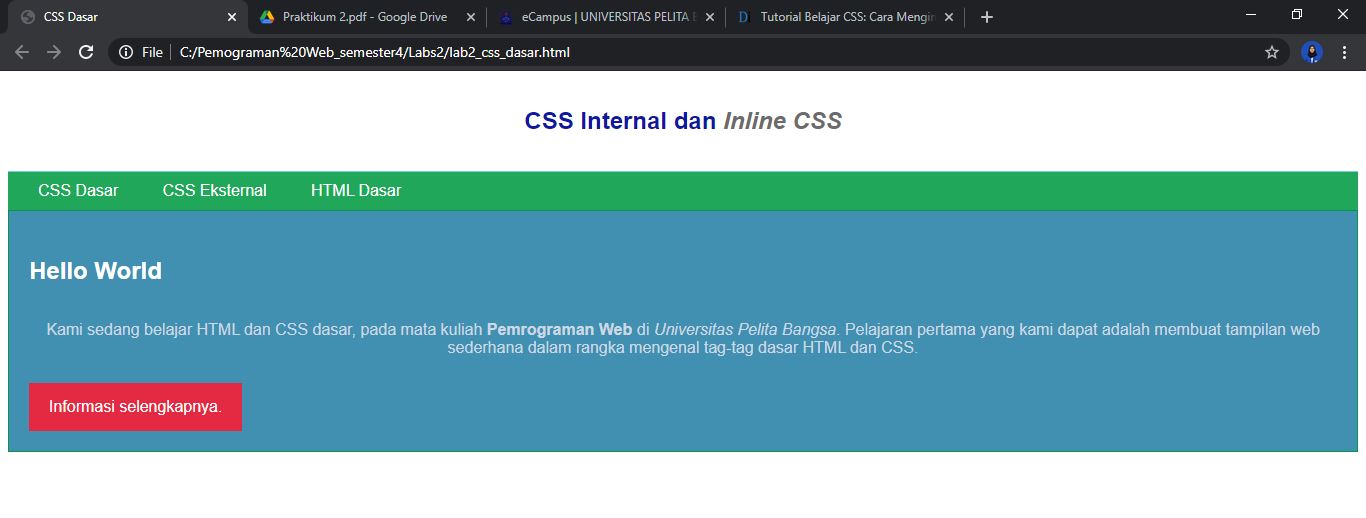 CSS Dasar
Praktikum 2.pdf - Google Drive
eCampus | UNIVERSITAS PELITA
Tutorial Belajar CSS: Cara
File
C:/Pemograman%20Web_semester4/Labs2/lab2_css_dasar.html
CSS Internal dan Inline CSS
CSS Dasar
CSS Eksternal
HTML Dasar
Hello World
Kami sedang belajar HTML dan CSS dasar, pada mata kuliah Pemrograman Web di Universitas Pelita Bangsa. Pelajaran pertama yang kami dapat adalah membuat tampilan web
sederhana dalam rangka mengenal tag-tag dasar HTML dan CSS.
Informasi selengkapnya.